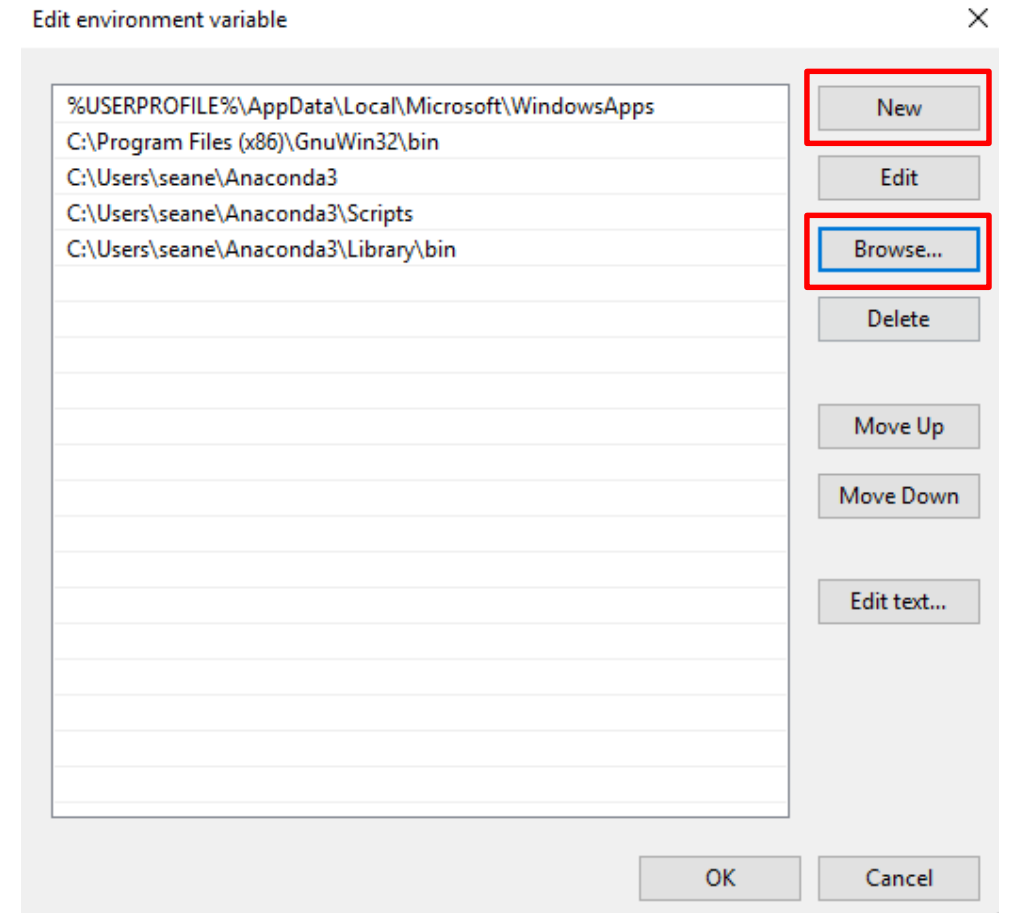 Edit environment variable
%USERPROFILE%\AppData\Local\Microsoft\WindowsApps
C:\Program Files (x86)\GnuWin32\bin
C:\Users\seane\Anaconda3
C:\Users\seane\Anaconda3\Scripts
C:\Users\seane\Anaconda3\Library\bin
New
Edit
Browse...
Delete
Move Up
Move Down
Edit text...
OK
Cancel